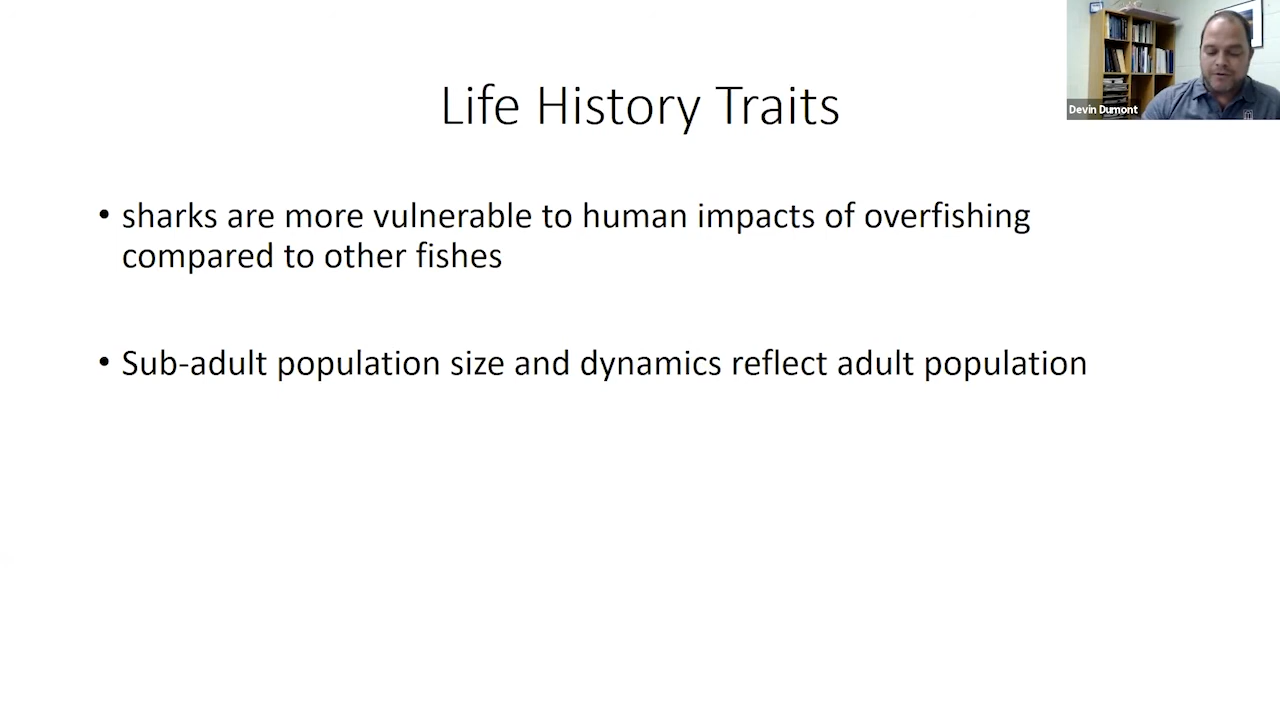 Life History Traits
Devin Dumont
• sharks are more vulnerable to human impacts of overfishing
compared to other fishes
• Sub-adult population size and dynamics reflect adult population